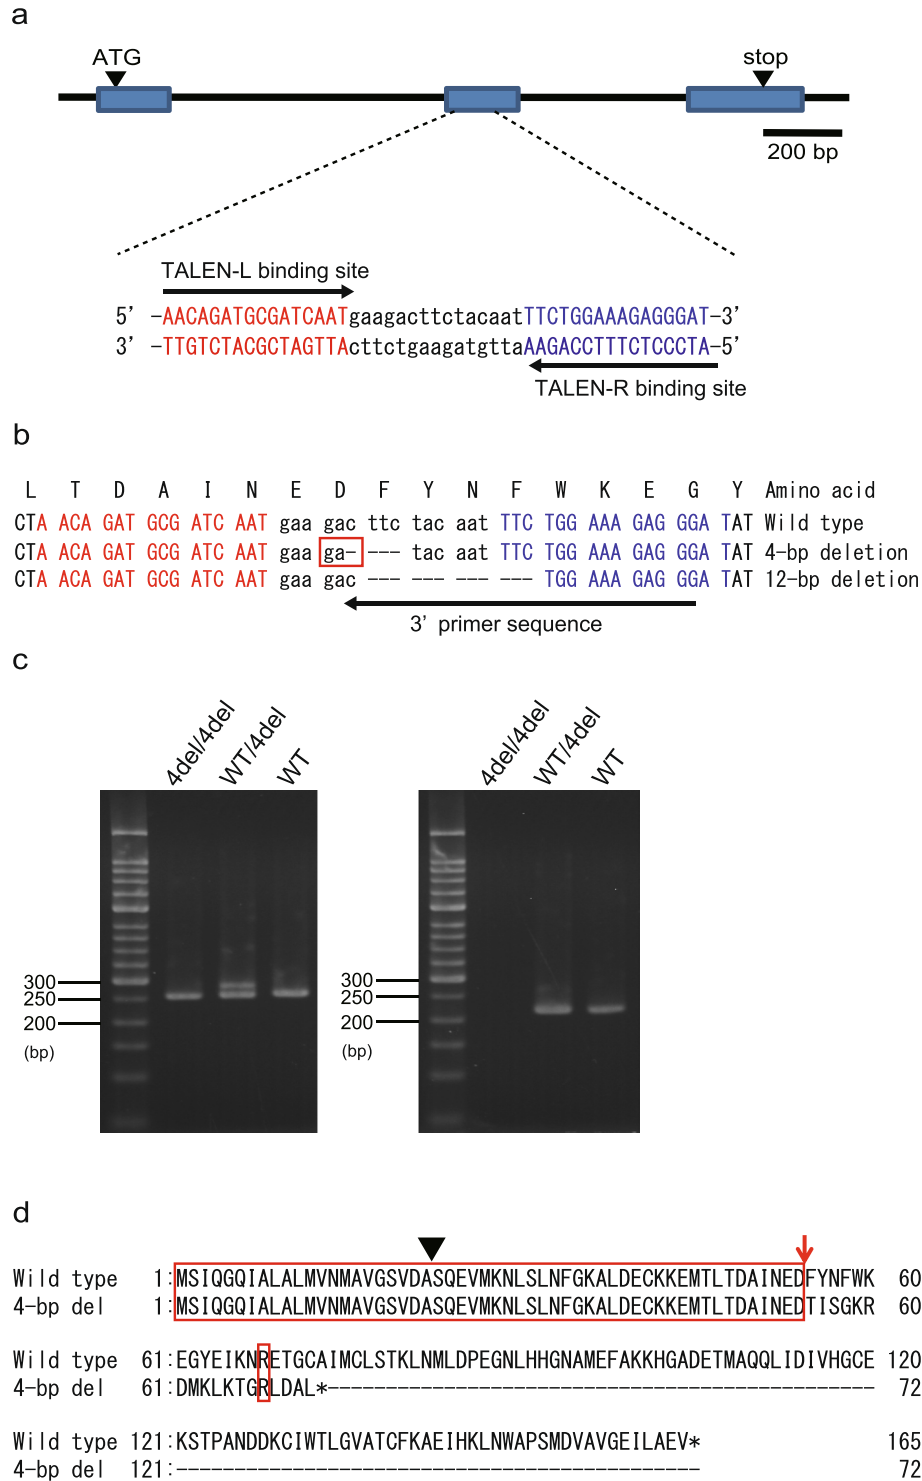 a
ATG
stop
200 bp
TALEN-L binding site
5’ –AACAGATGCGATCAATgaagacttctacaatTTCTGGAAAGAGGGAT–3’
3’ –TTGTCTACGCTAGTTActtctgaagatgttaAAGACCTTTCTCCCTA–5’
TALEN-R binding site
b
L T D A I N E D F Y N F W K E G Y Amino acid
CTA ACA GAT GCG ATC AAT gaa gac ttc tac aat TTC TGG AAA GAG GGA TAT Wild type
CTA ACA GAT GCG ATC AAT gaa ga- --- tac aat TTC TGG AAA GAG GGA TAT 4-bp deletion
CTA ACA GAT GCG ATC AAT gaa gac --- --- --- --- TGG AAA GAG GGA TAT 12-bp deletion
3’ primer sequence
c
4del/4del WT/4del WT
4del/4del WT/4del WT
300
250
200
(bp)
300
250
200
(bp)
d
Wild type 1:MSIQGQIALALMVNMAVGSVDASQEVMKNLSLNFGKALDECKKEMTLTDAINEDFYNFWK 60
4-bp del 1:MSIQGQIALALMVNMAVGSVDASQEVMKNLSLNFGKALDECKKEMTLTDAINEDTISGKR 60
Wild type 61:EGYEIKNRETGCAIMCLSTKLNMLDPEGNLHHGNAMEFAKKHGADETMAQQLIDIVHGCE 120
4-bp del 61:DMKLKTGRLDAL*----------------------------------------------- 72
Wild type 121:KSTPANDDKCIWTLGVATCFKAEIHKLNWAPSMDVAVGEILAEV* 165
4-bp del 121:--------------------------------------------- 72